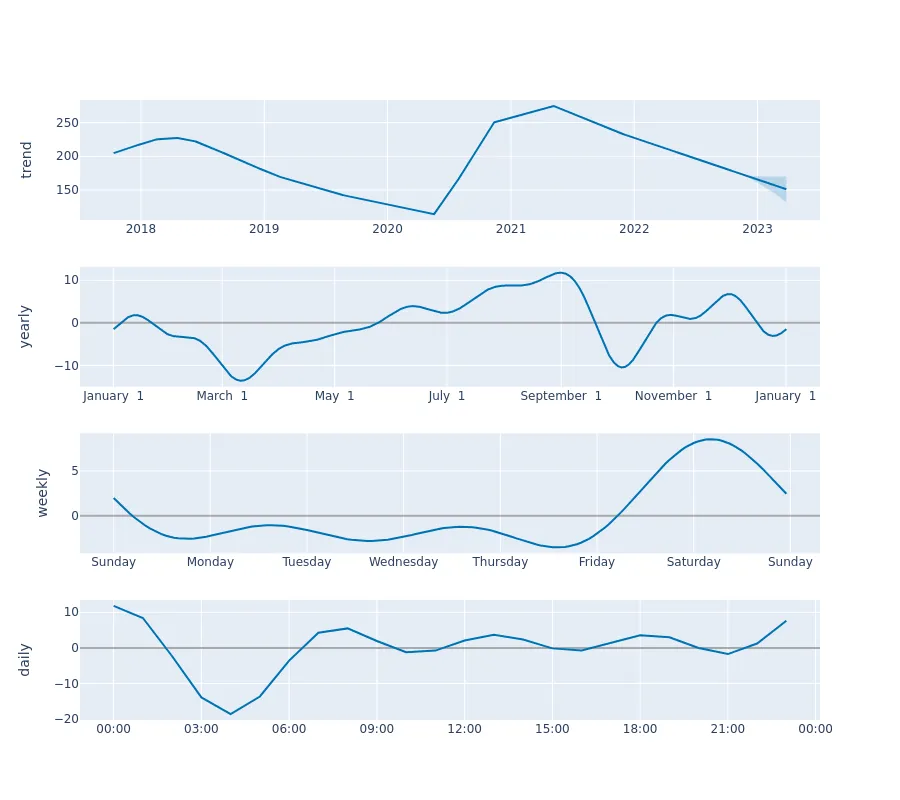 trend
250
200
150
2018 2019 2020 2021 2022 2023
yearly
10
0
−10
January 1 March 1 May 1 July 1 September 1 November 1 January 1
weekly
5
0
Sunday Monday Tuesday Wednesday Thursday Friday Saturday Sunday
daily
10
0
−10
−20
00:00 03:00 06:00 09:00 12:00 15:00 18:00 21:00 00:00